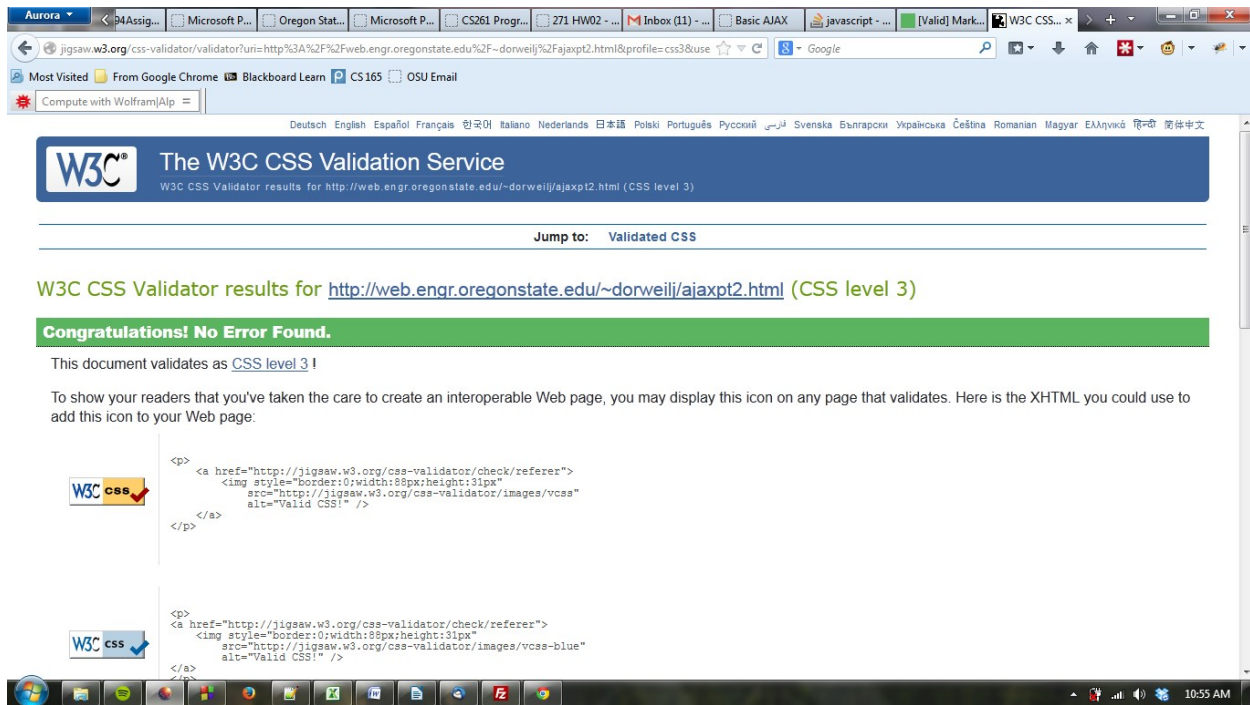 Aurora
94Assig...
Microsoft P...
Oregon Stat...
Microsoft P...
CS261 Progr...
271 HW02 - ...
Inbox (11) - ...
Basic AJAX
javascript - ...
[Valid] Mark...
W3C CSS...
jigsaw.w3.org/css-validator/validator?uri=http%3A%2F%2Fweb.engr.oregonstate.edu%2F~dorweilj%2Fajaxpt2.html&profile=css3&use
Google
Most Visited From Google Chrome Blackboard Learn CS 165 OSU Email
Compute with Wolfram|Alp =
Deutsch English Español Français 한국어 Italiano Nederlands 日本語 Polski Português Русский فارسی Svenska Български Українська Čeština Romanian Magyar Ελληνικά हिन्दी 简体中文
W3C® The W3C CSS Validation Service
W3C CSS Validator results for http://web.engr.oregonstate.edu/~dorweilj/ajaxpt2.html (CSS level 3)
Jump to: Validated CSS
W3C CSS Validator results for http://web.engr.oregonstate.edu/~dorweilj/ajaxpt2.html (CSS level 3)
Congratulations! No Error Found.
This document validates as CSS level 3 !
To show your readers that you've taken the care to create an interoperable Web page, you may display this icon on any page that validates. Here is the XHTML you could use to
add this icon to your Web page:
W3C css
<p>
<a href="http://jigsaw.w3.org/css-validator/check/referer">
<img style="border:0;width:88px;height:31px"
src="http://jigsaw.w3.org/css-validator/images/vcss"
alt="Valid CSS!" />
</a>
</p>
W3C css
<p>
<a href="http://jigsaw.w3.org/css-validator/check/referer">
<img style="border:0;width:88px;height:31px"
src="http://jigsaw.w3.org/css-validator/images/vcss-blue"
alt="Valid CSS!" />
</a>
</p>
10:55 AM